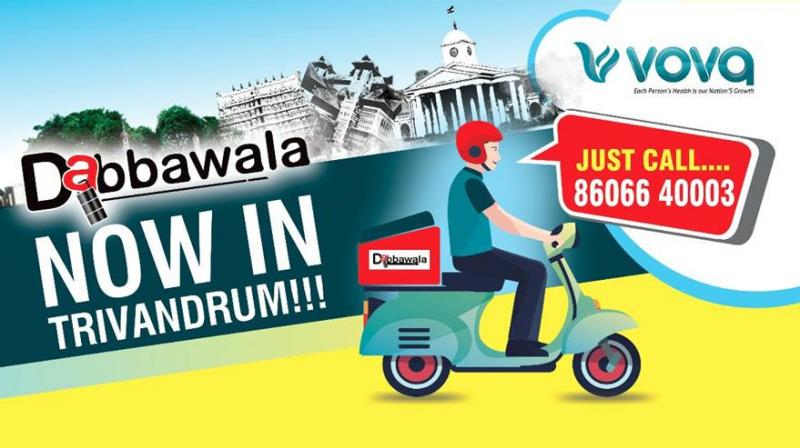 vova
Each Person's Health is our Nation'S Growth
Dabbawala
JUST CALL....
86066 40003
NOW IN
TRIVANDRUM!!!
Dabbawala